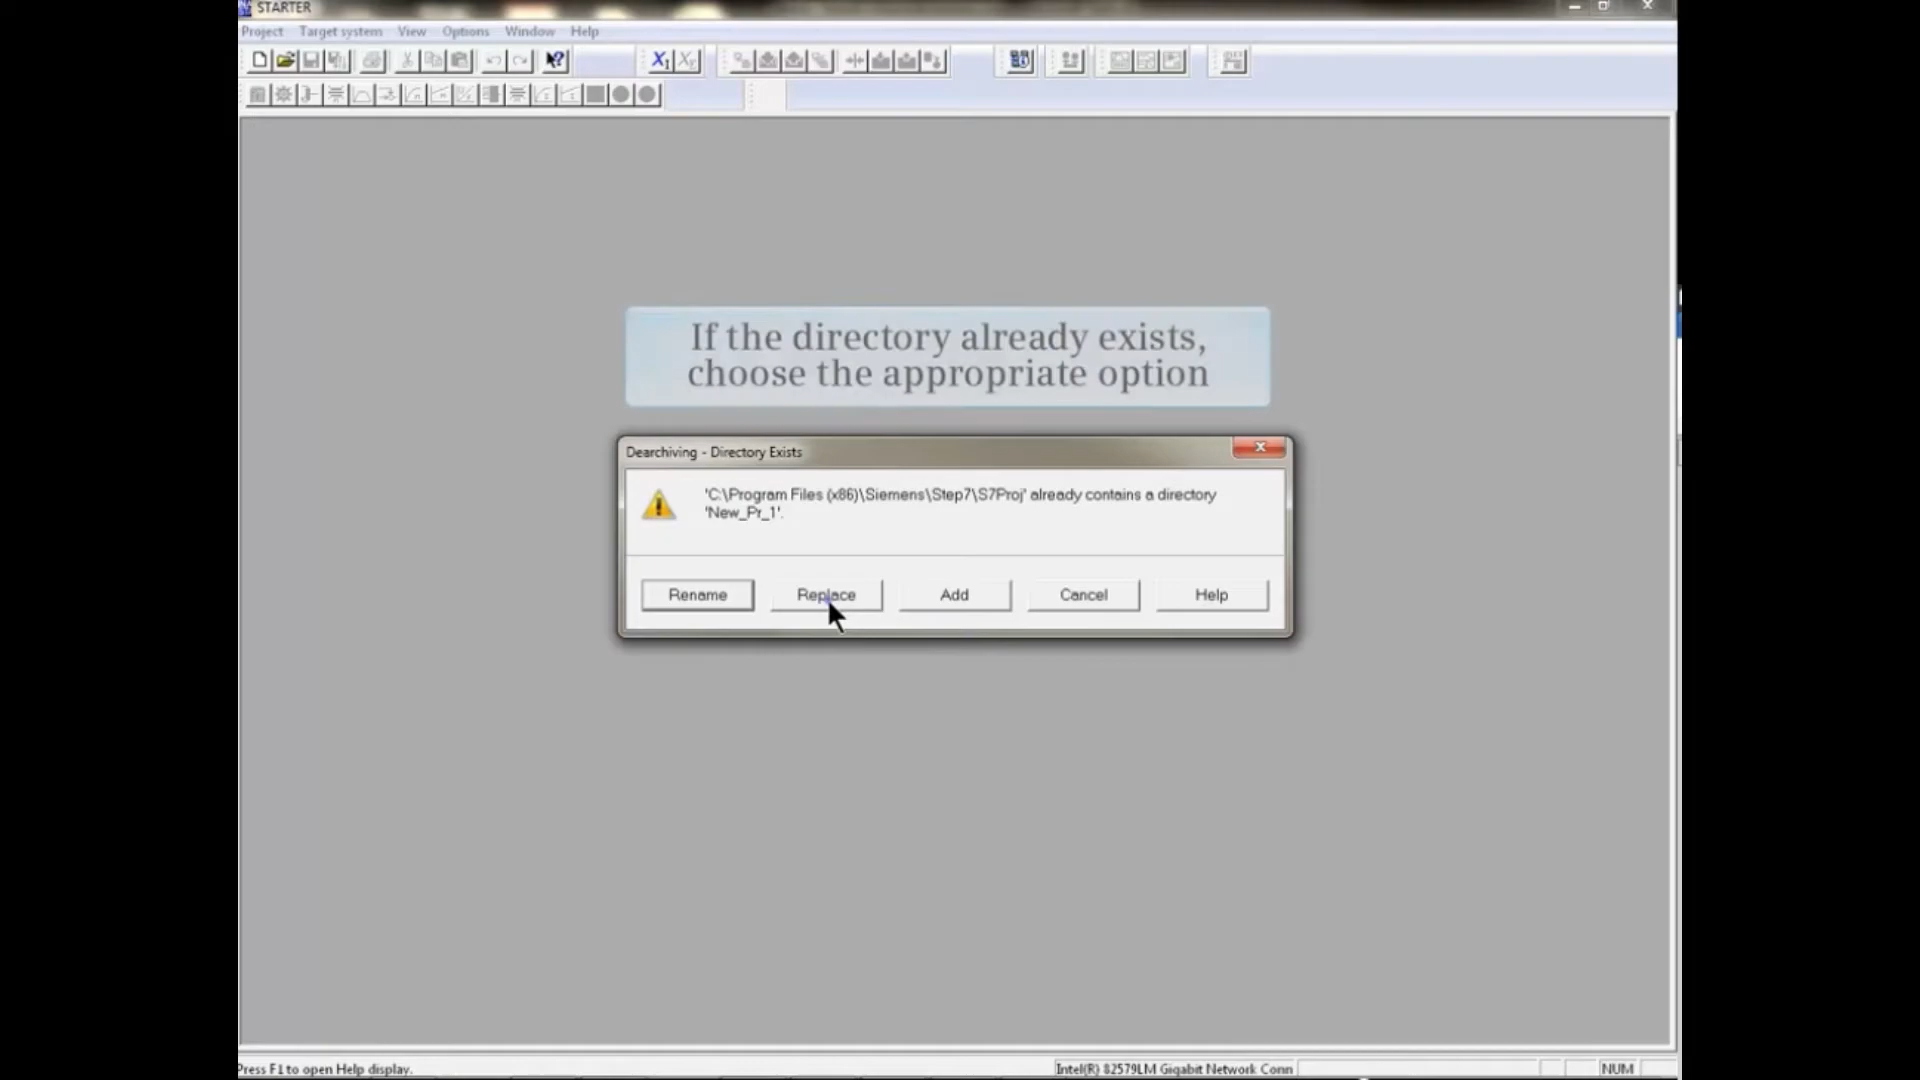 STARTER
Project Target system View Options Window Help
If the directory already exists,
choose the appropriate option
Dearchiving - Directory Exists
'C:\Program Files (x86)\Siemens\Step7\S7Proj' already contains a directory
'New_Pr_1'.
Rename Replace Add Cancel Help
Press F1 to open Help display. Intel(R) 82579LM Gigabit Network Conn NUM